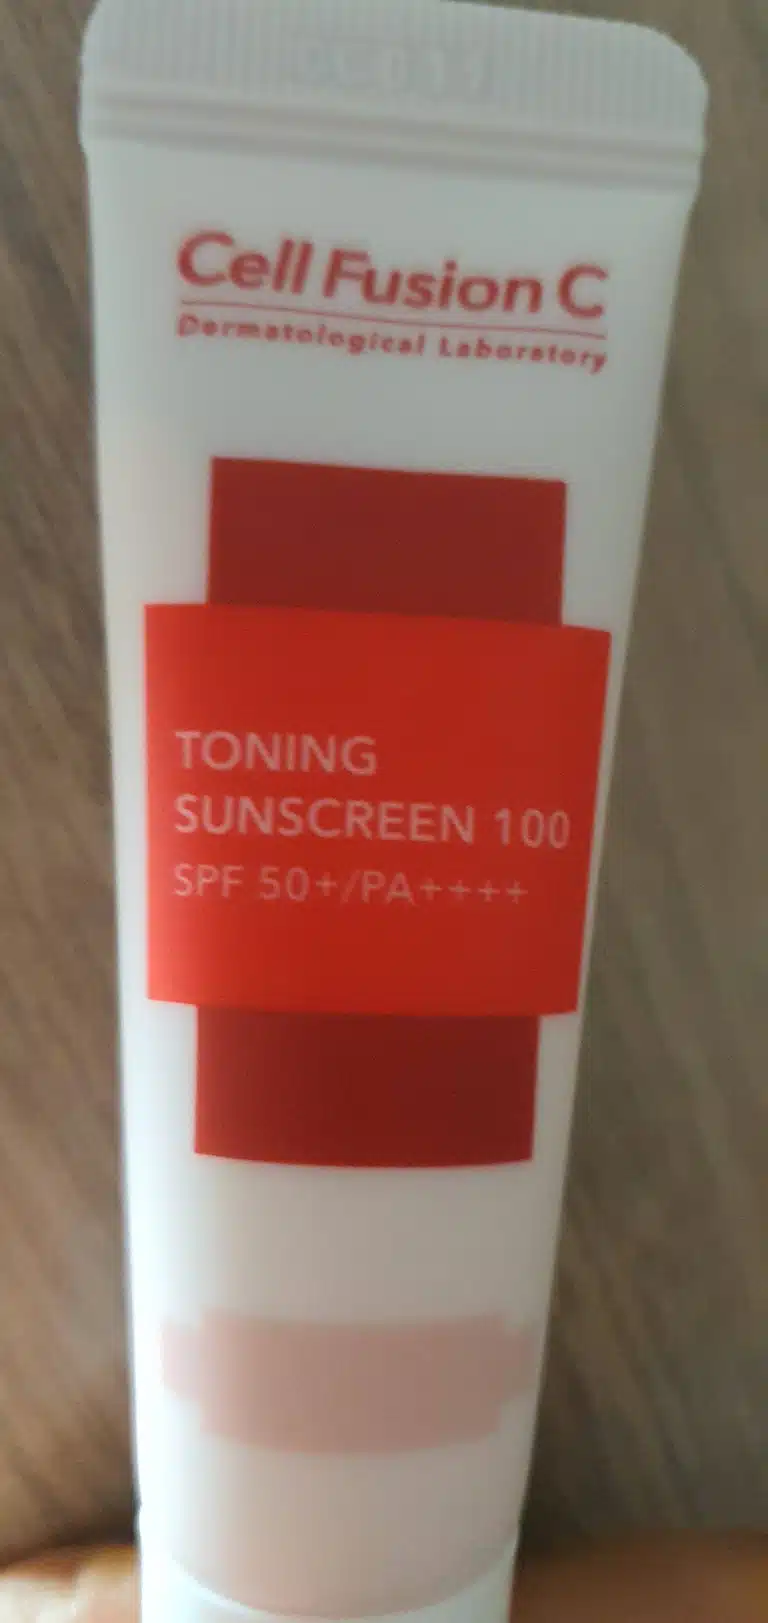 Cell Fusion C
Dermatological Laboratory
TONING
SUNSCREEN 100
SPF 50+/PA++++